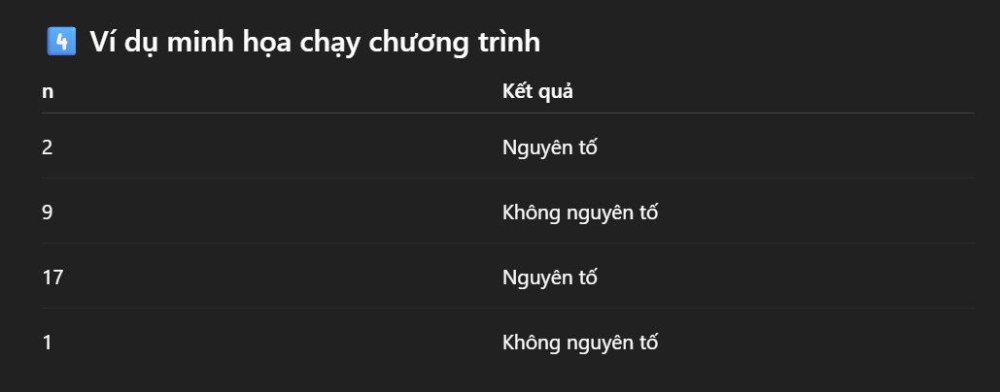 4 Ví dụ minh họa chạy chương trình
n Kết quả
2 Nguyên tố
9 Không nguyên tố
17 Nguyên tố
1 Không nguyên tố